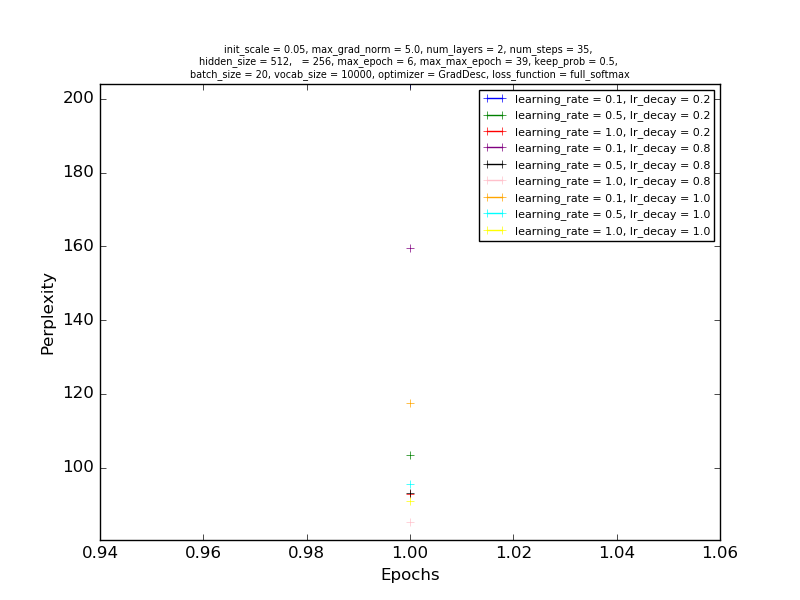 init_scale = 0.05, max_grad_norm = 5.0, num_layers = 2, num_steps = 35,
hidden_size = 512,   = 256, max_epoch = 6, max_max_epoch = 39, keep_prob = 0.5,
batch_size = 20, vocab_size = 10000, optimizer = GradDesc, loss_function = full_softmax
learning_rate = 0.1, lr_decay = 0.2
learning_rate = 0.5, lr_decay = 0.2
learning_rate = 1.0, lr_decay = 0.2
learning_rate = 0.1, lr_decay = 0.8
learning_rate = 0.5, lr_decay = 0.8
learning_rate = 1.0, lr_decay = 0.8
learning_rate = 0.1, lr_decay = 1.0
learning_rate = 0.5, lr_decay = 1.0
learning_rate = 1.0, lr_decay = 1.0
200
180
160
140
120
100
Perplexity
0.94 0.96 0.98 1.00 1.02 1.04 1.06
Epochs